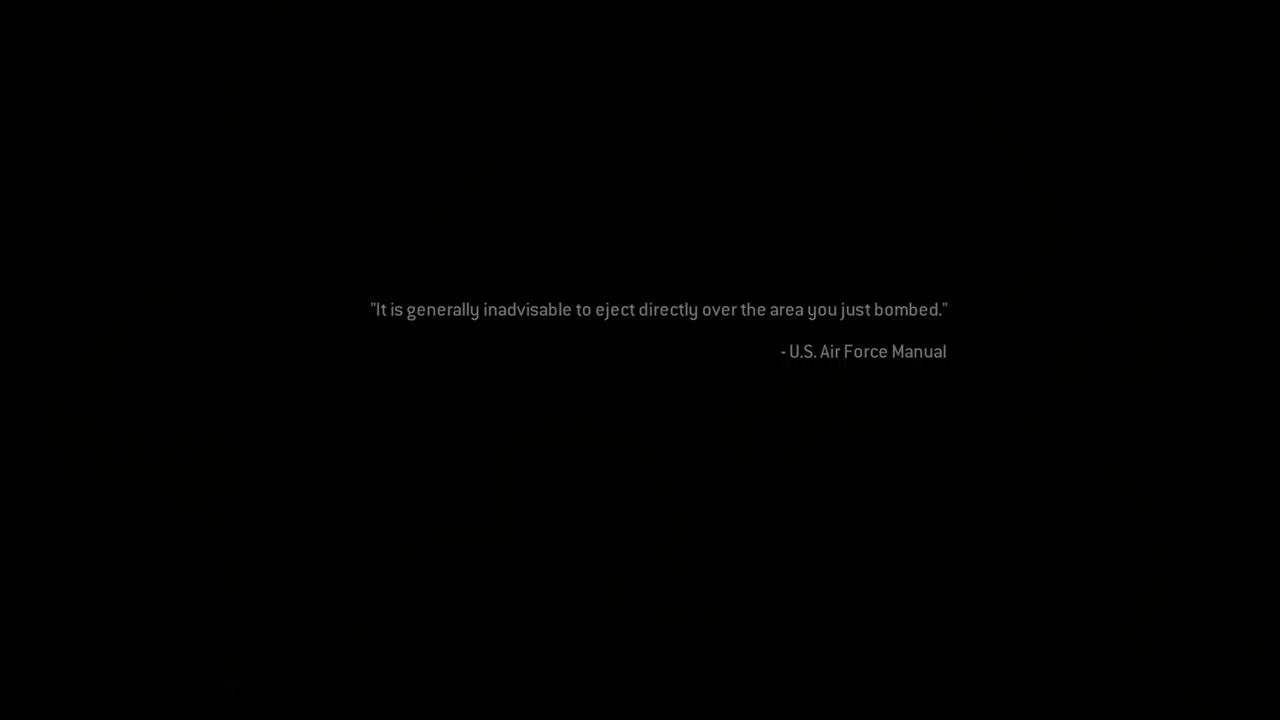 "It is generally inadvisable to eject directly over the area you just bombed."
- U.S. Air Force Manual